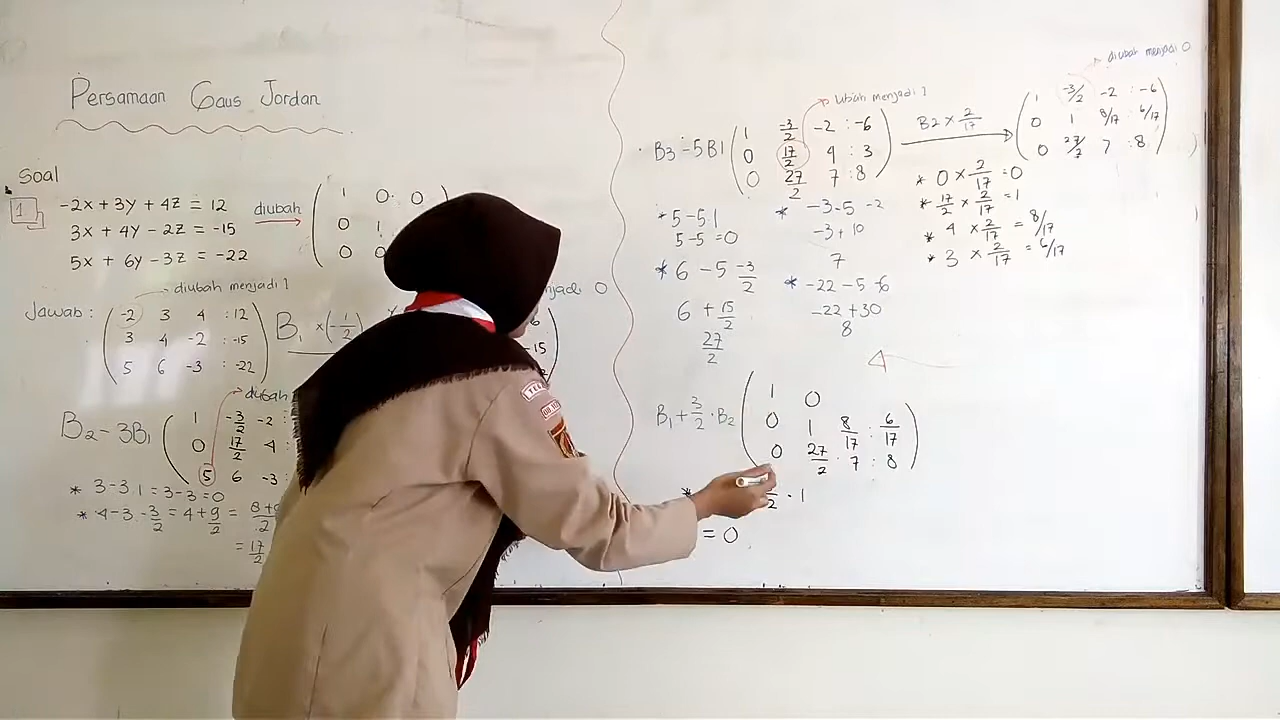 Persamaan Gaus Jordan
Soal
1
-2x + 3y + 4z = 12
3x + 4y - 2z = -15
5x + 6y - 3z = -22
diubah
1 0 0
0 1
0 0
Jawab :
diubah menjadi 1
-2 3 4 : 12
3 4 -2 : -15
5 6 -3 : -22
B1 × (-1/2)
-15
B2 - 3B1
1 -3/2 -2 :
0 17/2 4 :
5 6 -3 :
* 3-3 1 = 3-3 = 0
* 4-3 . -3/2 = 4 + 9/2 =
= 17/2
B3 - 5B1
1 -3/2 -2 : -6
0 17/2 4 : 3
0 27/2 7 : 8
Ubah menjadi 1
B2 × 2/17
diubah menjadi 0
1 -3/2 -2 : -6
0 1 8/17 : 6/17
0 27/2 7 : 8
* 5 - 5.1
5-5 = 0
* 6 - 5 -3/2
6 + 15/2
27/2
* -3-5 -2
-3 + 10
7
* -22 - 5 -6
-22 + 30
8
* 0 × 2/17 = 0
* 17/2 × 2/17 = 1
* 4 × 2/17 = 8/17
* 3 × 2/17 = 6/17
B1 + 3/2 . B2
1 0
0 1 8/17 : 6/17
0 27/2 7 : 8
. 1
= 0